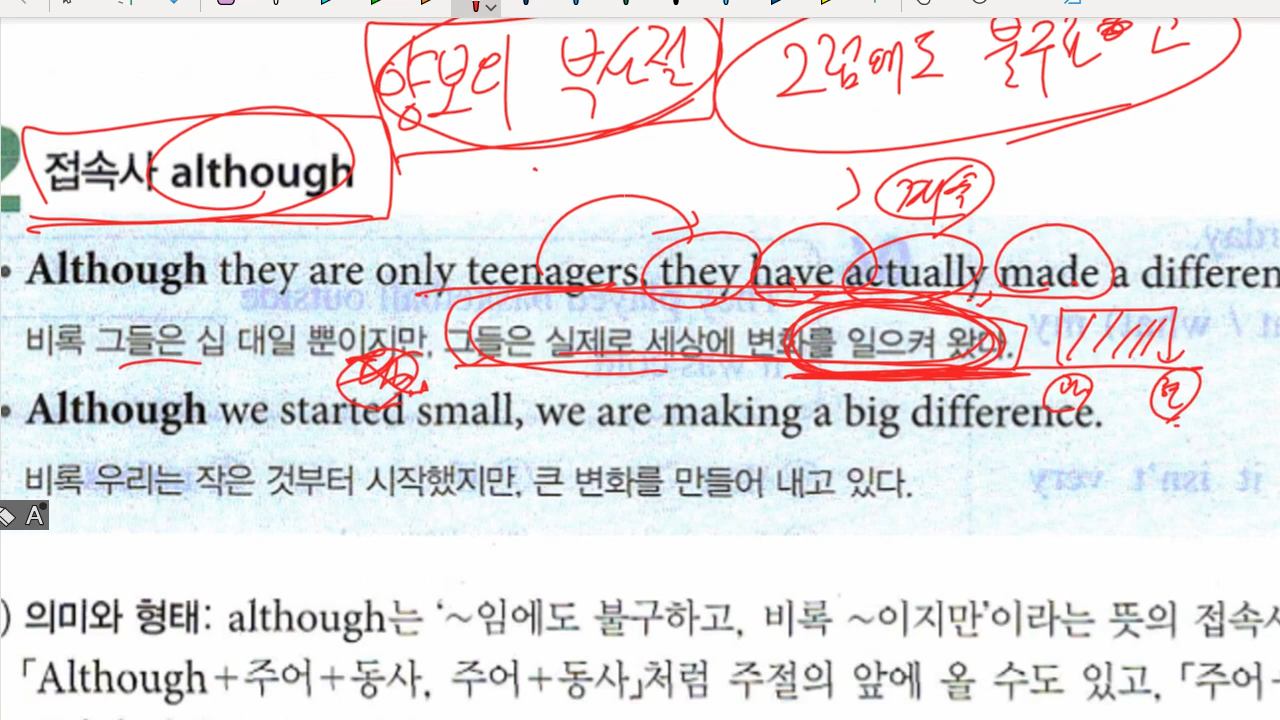 양보의 부사절 그럼에도 불구하고
2
접속사 although
계속
• Although they are only teenagers, they have actually made a differen
비록 그들은 십 대일 뿐이지만, 그들은 실제로 세상에 변화를 일으켜 왔다.
과 현
• Although we started small, we are making a big difference.
비록 우리는 작은 것부터 시작했지만, 큰 변화를 만들어 내고 있다.
A
) 의미와 형태: although는 ‘~임에도 불구하고, 비록 ~이지만’이라는 뜻의 접속사
「Although+주어+동사, 주어+동사」처럼 주절의 앞에 올 수도 있고, 「주어+